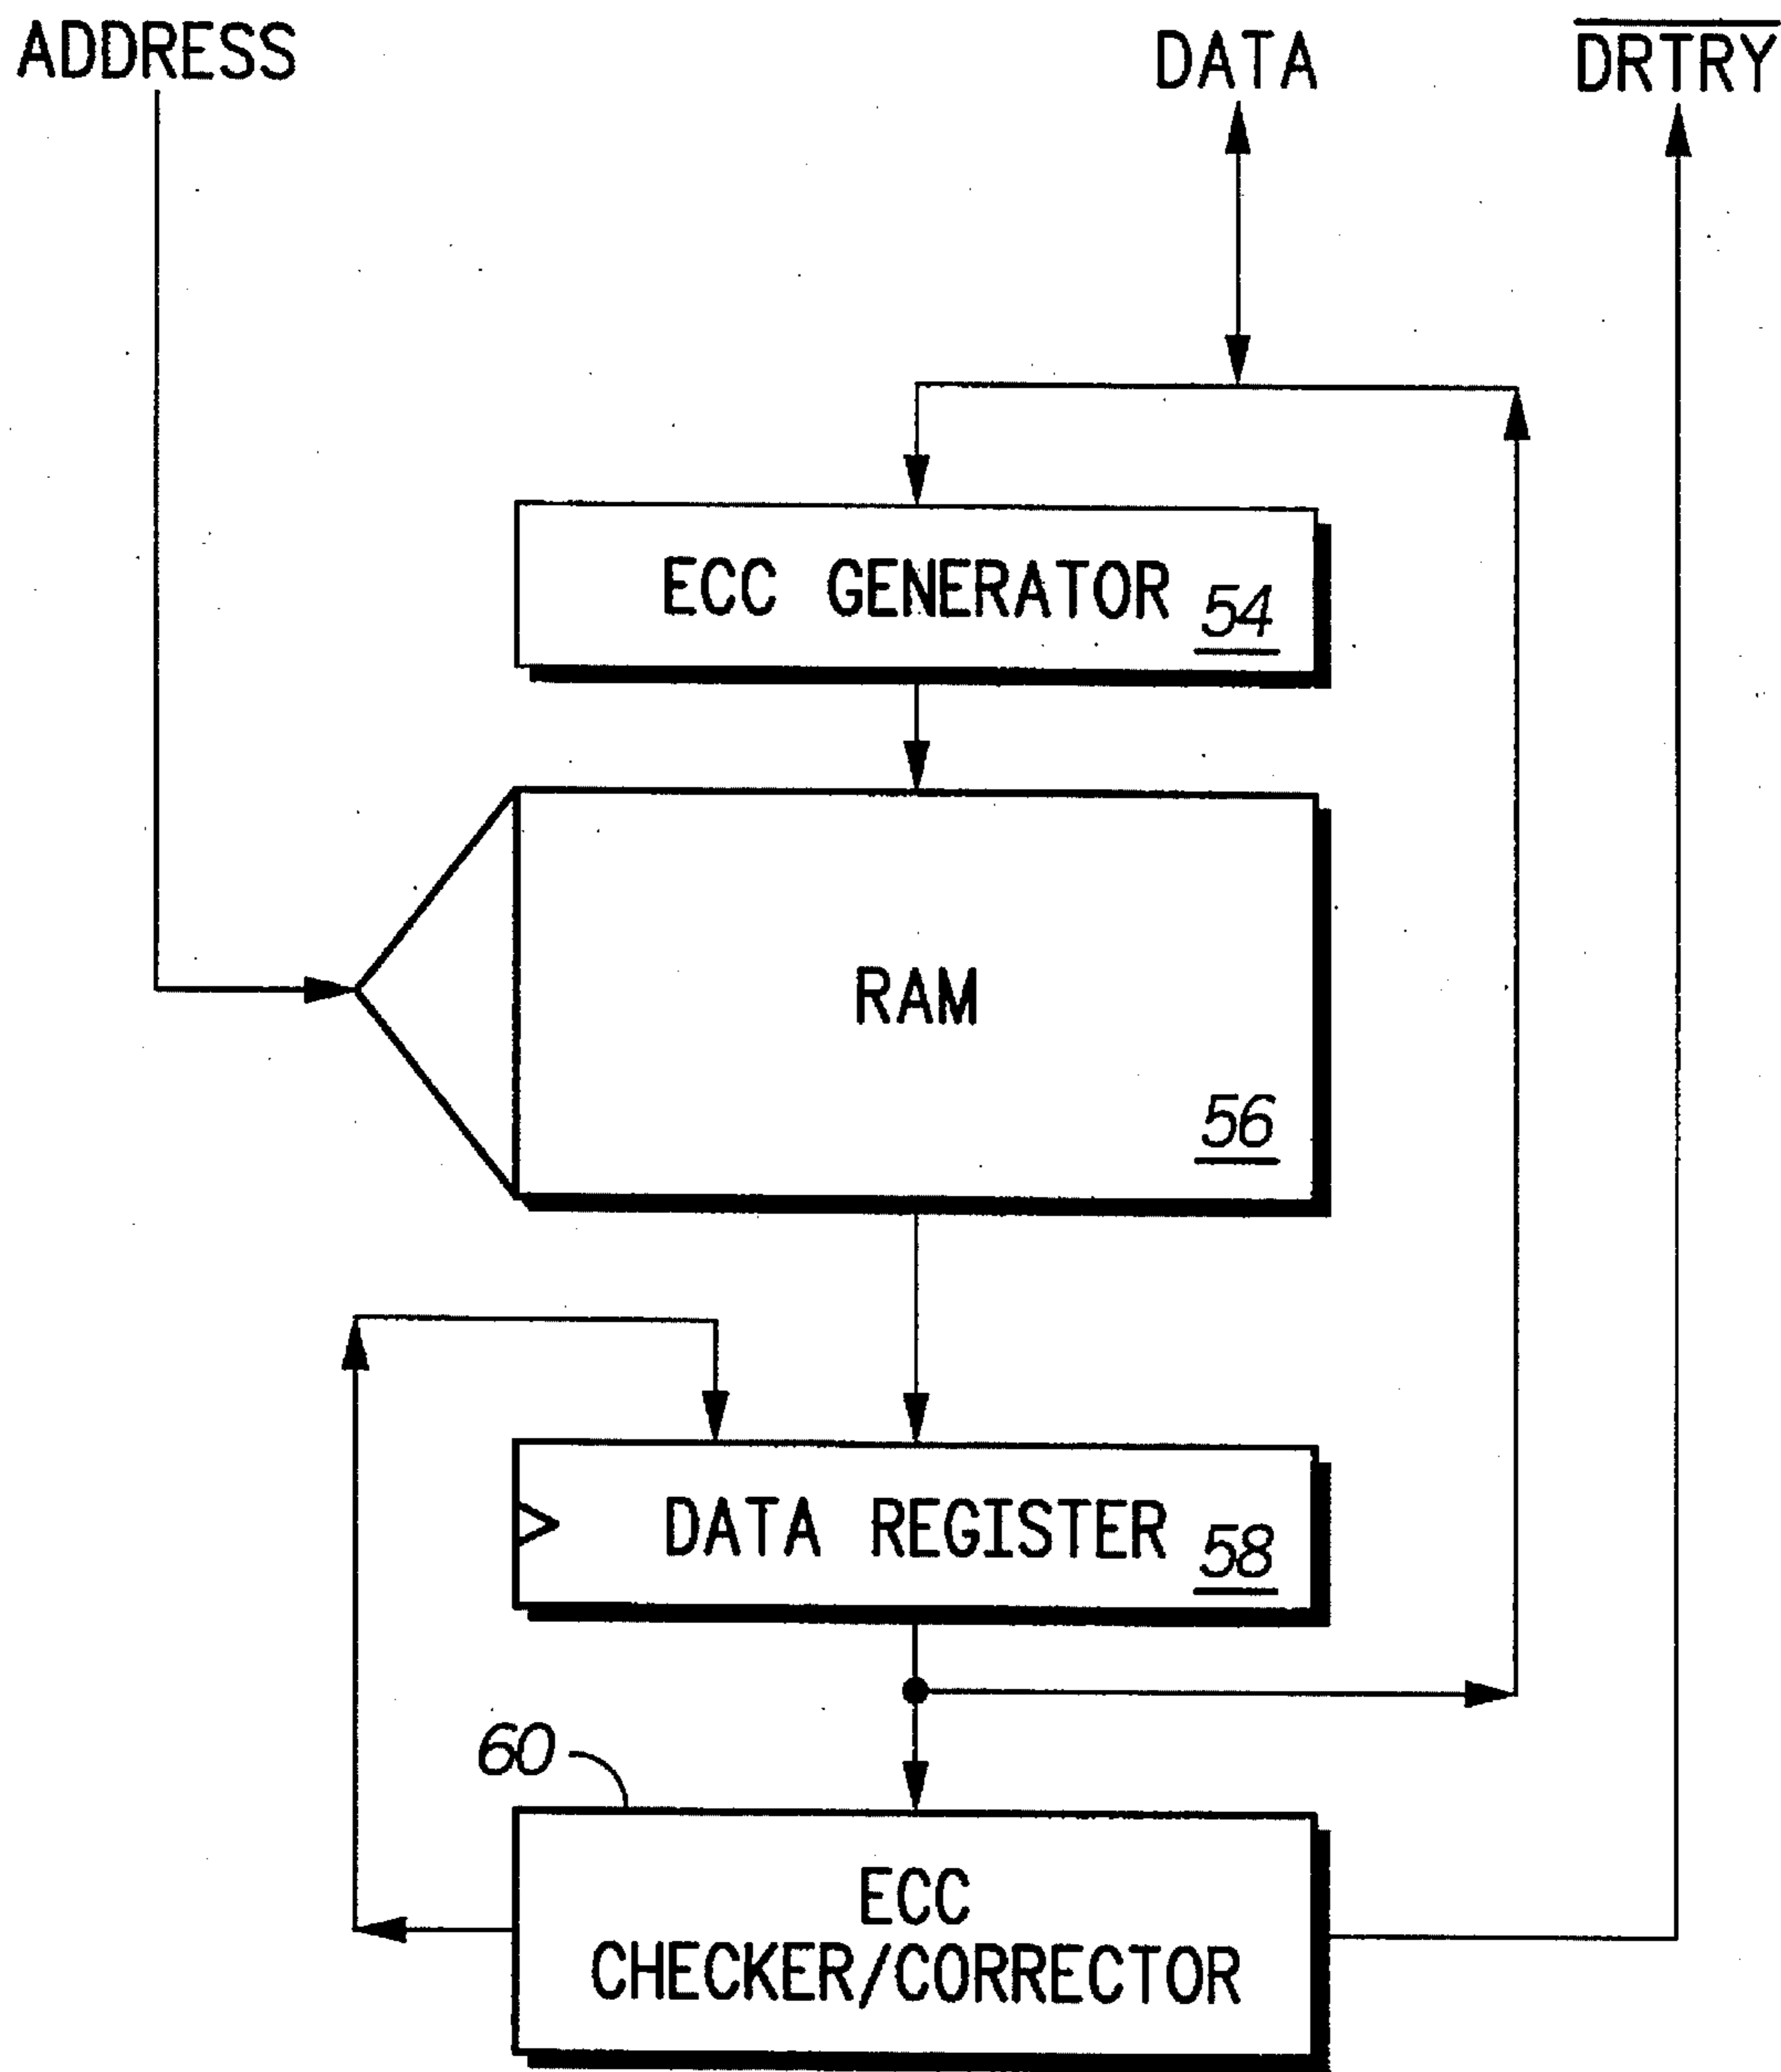 ADDRESS
DATA
DRTRY
ECC GENERATOR 54
RAM
56
DATA REGISTER 58
60
ECC
CHECKER/CORRECTOR